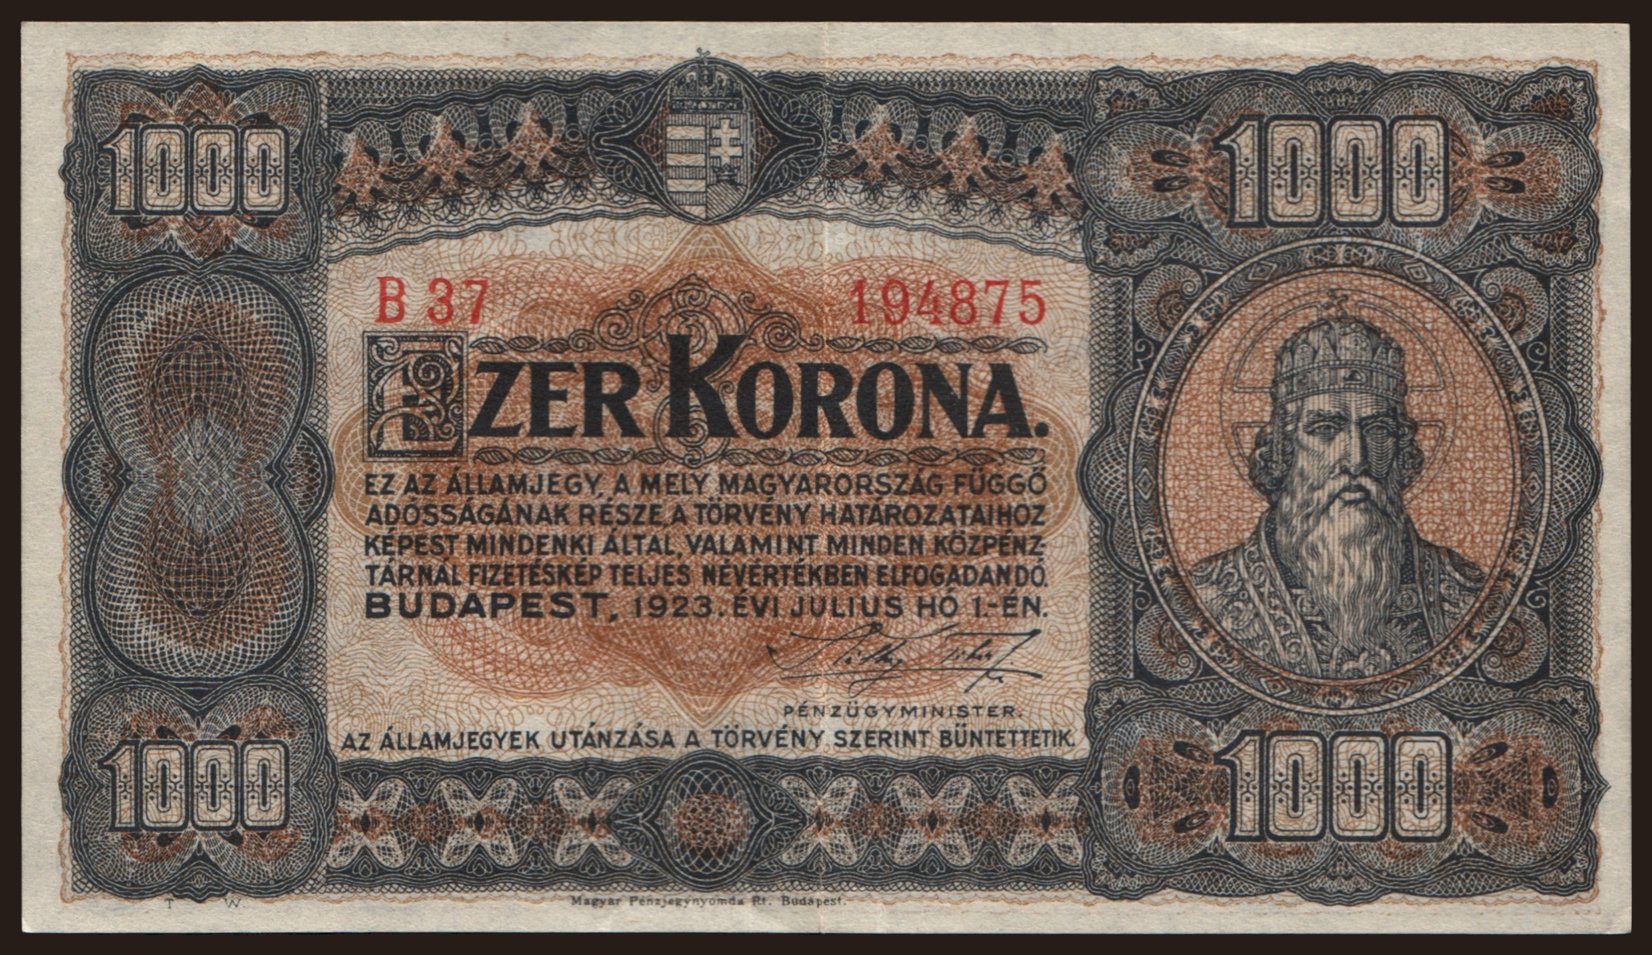 1000
1000
B 37 194875
EZER KORONA.
EZ AZ ÁLLAMJEGY, A MELY MAGYARORSZÁG FÜGGŐ
ADÓSSÁGÁNAK RÉSZE, A TÖRVÉNY HATÁROZATAIHOZ
KÉPEST MINDENKI ÁLTAL, VALAMINT MINDEN KÖZPÉNZ-
TÁRNÁL FIZETÉSKÉP TELJES NÉVÉRTÉKBEN ELFOGADANDÓ.
BUDAPEST, 1923. ÉVI JULIUS HÓ 1.-ÉN.
PÉNZÜGYMINISTER.
AZ ÁLLAMJEGYEK UTÁNZÁSA A TÖRVÉNY SZERINT BÜNTETTETIK.
1000
1000
T W.
Magyar Pénzjegynyomda Rt. Budapest.